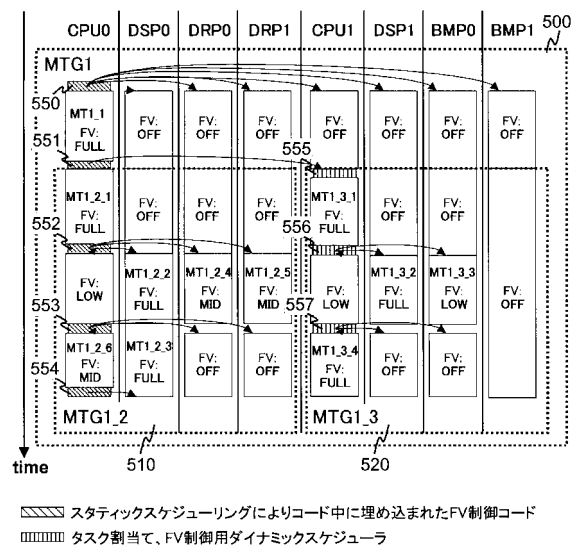 CPU0 DSP0 DRP0 DRP1 CPU1 DSP1 BMP0 BMP1
500
MTG1
550
MT1_1
FV:
FULL
FV:
OFF
FV:
OFF
FV:
OFF
FV:
OFF
FV:
OFF
FV:
OFF
FV:
OFF
551
555
MT1_2_1
FV:
FULL
FV:
OFF
FV:
OFF
FV:
OFF
MT1_3_1
FV:
FULL
FV:
OFF
FV:
OFF
552
556
FV:
LOW
MT1_2_2
FV:
FULL
MT1_2_4
FV:
MID
MT1_2_5
FV:
MID
FV:
LOW
MT1_3_2
FV:
FULL
MT1_3_3
FV:
LOW
FV:
OFF
553
557
MT1_2_6
FV:
MID
MT1_2_3
FV:
FULL
FV:
OFF
FV:
OFF
MT1_3_4
FV:
FULL
FV:
OFF
FV:
OFF
554
MTG1_2
MTG1_3
time
510
520
スタティックスケジューリングによりコード中に埋め込まれたFV制御コード
タスク割当て、FV制御用ダイナミックスケジューラ